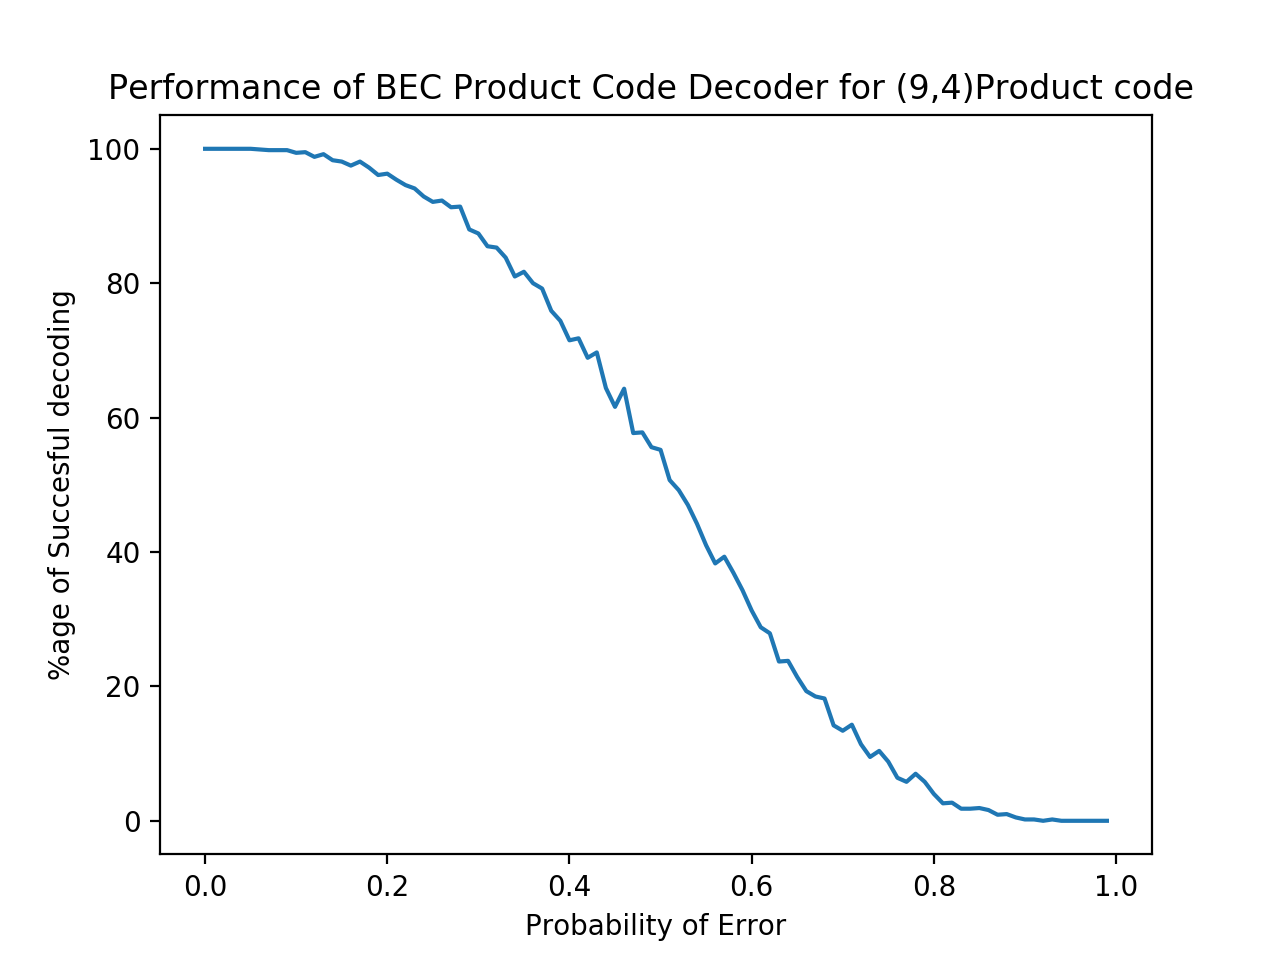 Performance of BEC Product Code Decoder for (9,4)Product code
100
80
60
40
20
0
%age of Succesful decoding
0.0 0.2 0.4 0.6 0.8 1.0
Probability of Error